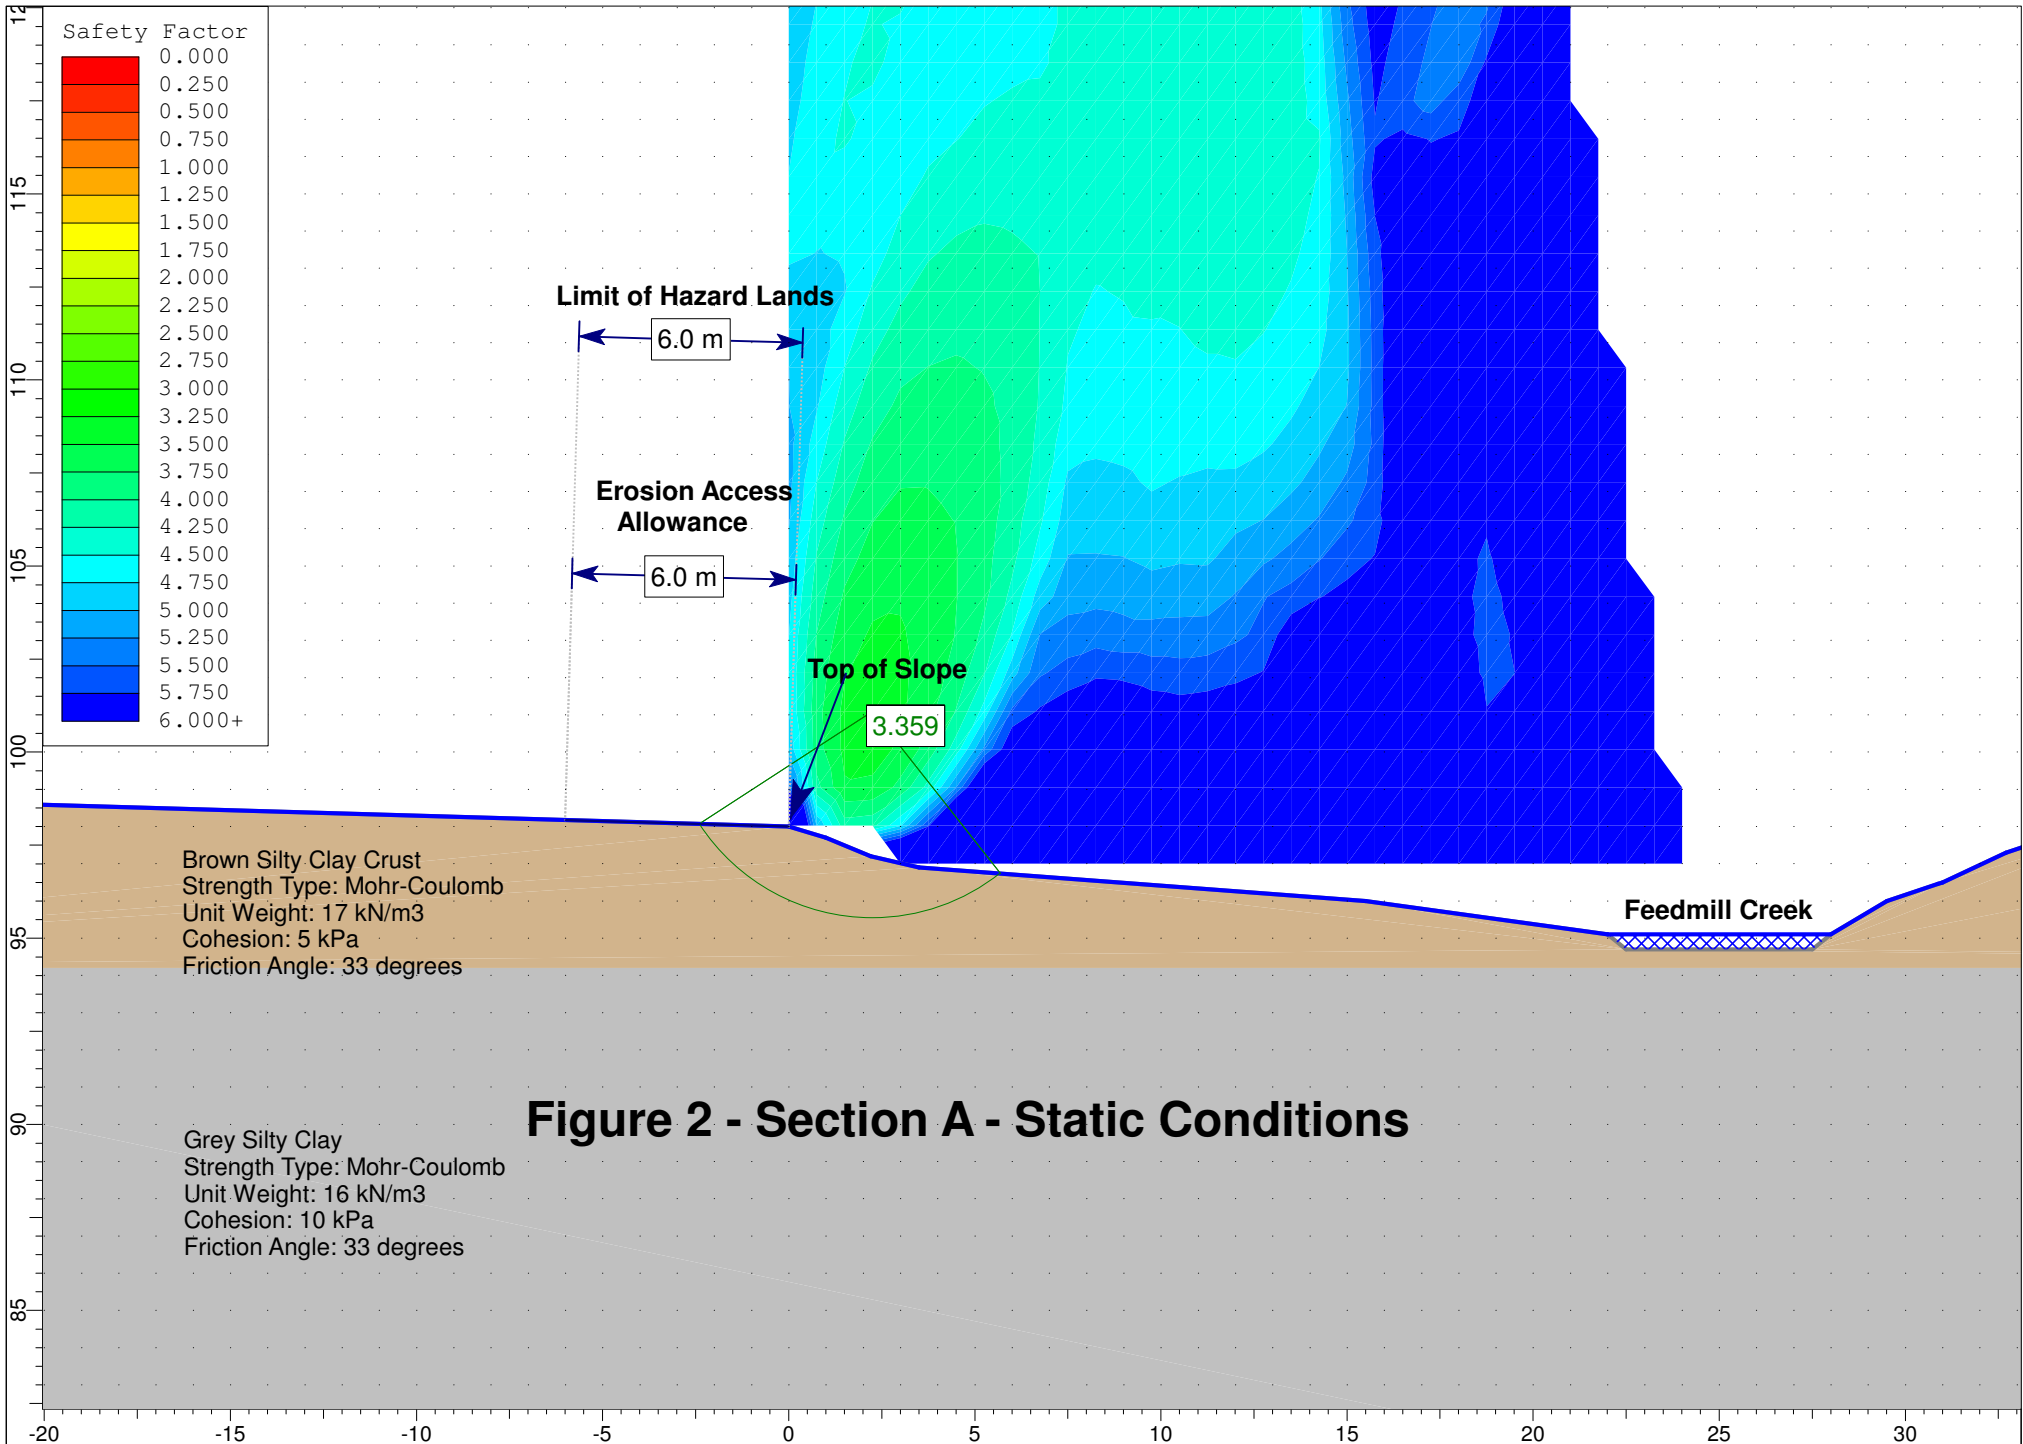 Safety Factor
0.000
0.250
0.500
0.750
1.000
1.250
1.500
1.750
2.000
2.250
2.500
2.750
3.000
3.250
3.500
3.750
4.000
4.250
4.500
4.750
5.000
5.250
5.500
5.750
6.000+
115
110
105
100
95
90
85
Limit of Hazard Lands
6.0 m
Erosion Access
Allowance
6.0 m
Top of Slope
3.359
Brown Silty Clay Crust
Strength Type: Mohr-Coulomb
Unit Weight: 17 kN/m3
Cohesion: 5 kPa
Friction Angle: 33 degrees
Feedmill Creek
Figure 2 - Section A - Static Conditions
Grey Silty Clay
Strength Type: Mohr-Coulomb
Unit Weight: 16 kN/m3
Cohesion: 10 kPa
Friction Angle: 33 degrees
-20
-15
-10
-5
0
5
10
15
20
25
30